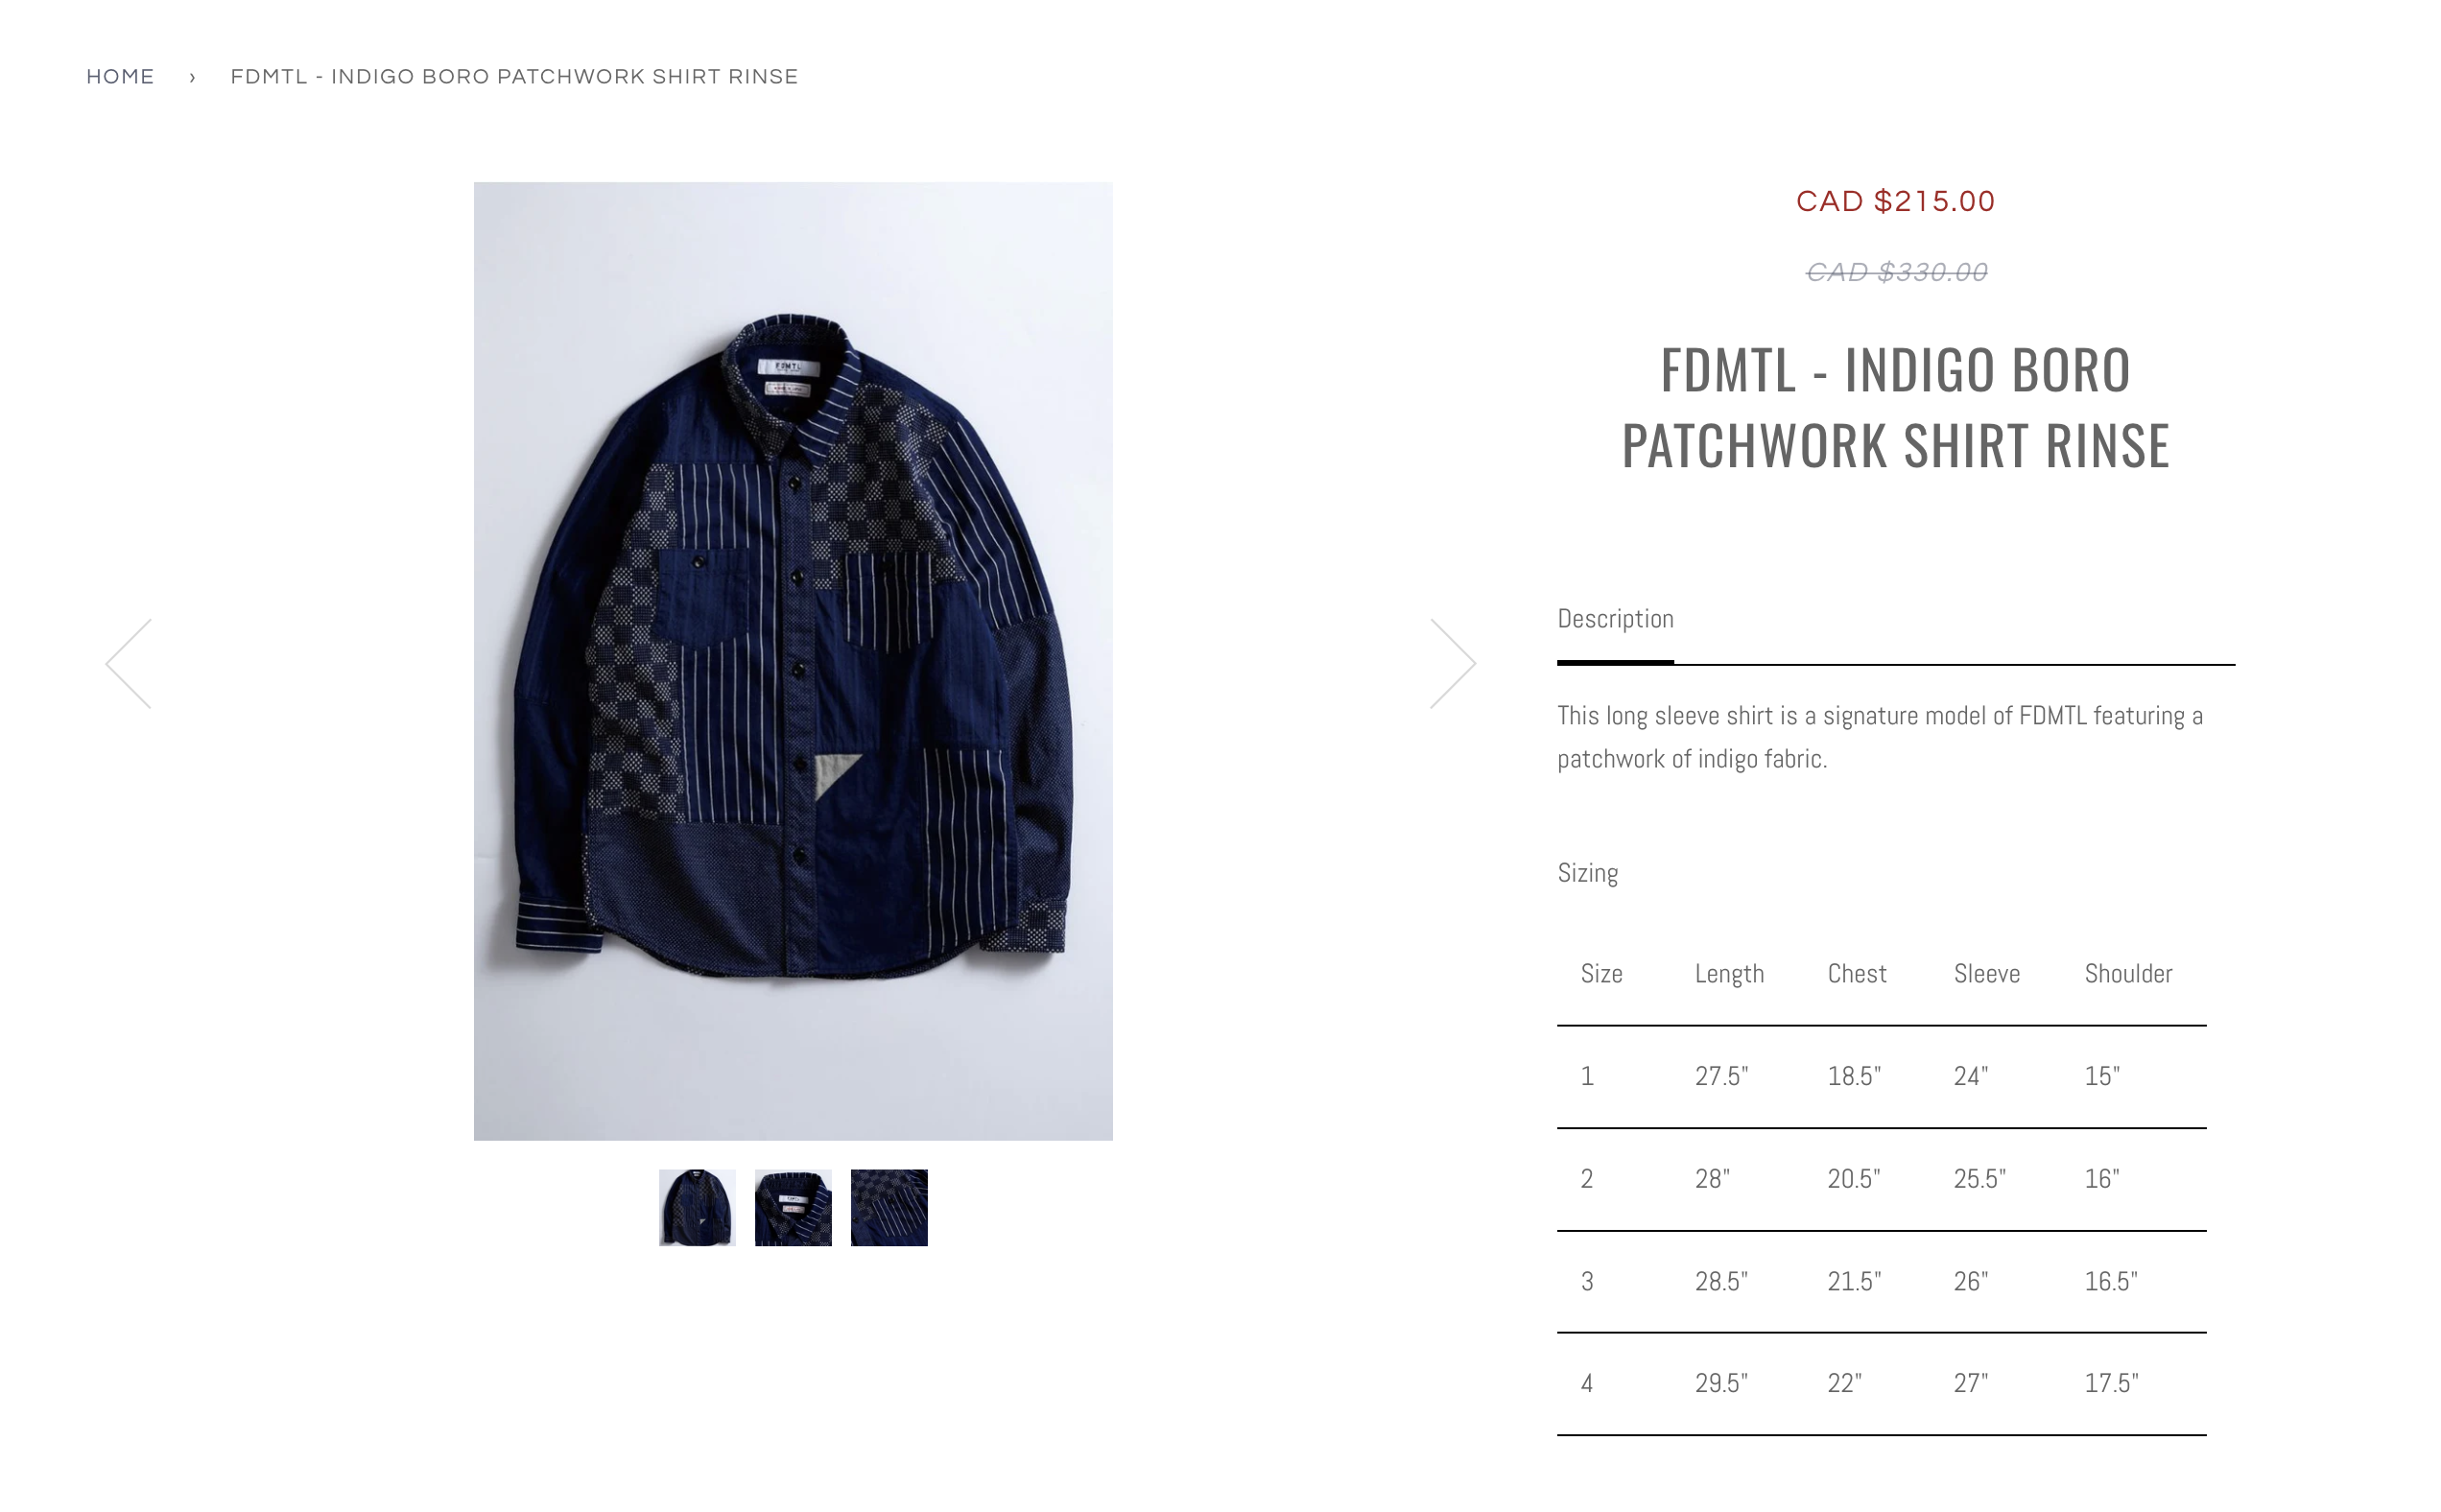 HOME › FDMTL - INDIGO BORO PATCHWORK SHIRT RINSE
FDMTL
CAD $215.00
CAD $330.00
FDMTL - INDIGO BORO
PATCHWORK SHIRT RINSE
Description
This long sleeve shirt is a signature model of FDMTL featuring a
patchwork of indigo fabric.
Sizing
Size Length Chest Sleeve Shoulder
1 27.5" 18.5" 24" 15"
2 28" 20.5" 25.5" 16"
3 28.5" 21.5" 26" 16.5"
4 29.5" 22" 27" 17.5"